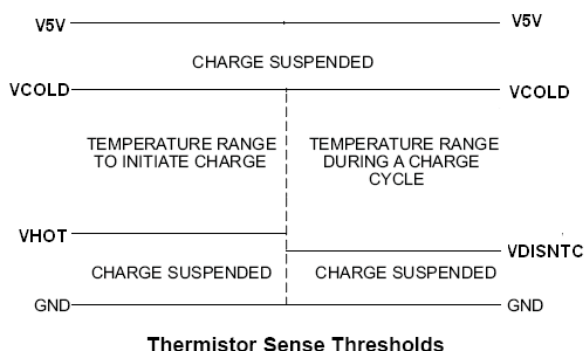 V5V
V5V
CHARGE SUSPENDED
VCOLD
VCOLD
TEMPERATURE RANGE
TO INITIATE CHARGE
TEMPERATURE RANGE
DURING A CHARGE
CYCLE
VHOT
VDISNTC
CHARGE SUSPENDED
CHARGE SUSPENDED
GND
GND
Thermistor Sense Thresholds